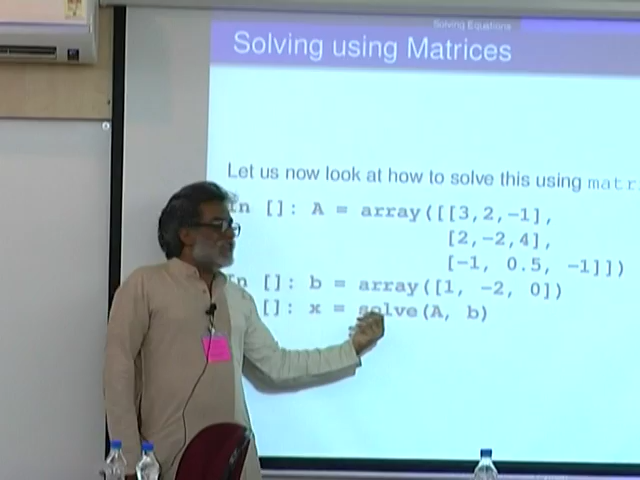 Solving Equations
Solving using Matrices
Let us now look at how to solve this using matr
In []: A = array([[3,2,-1],
[2,-2,4],
[-1, 0.5, -1]])
In []: b = array([1, -2, 0])
[]: x = solve(A, b)